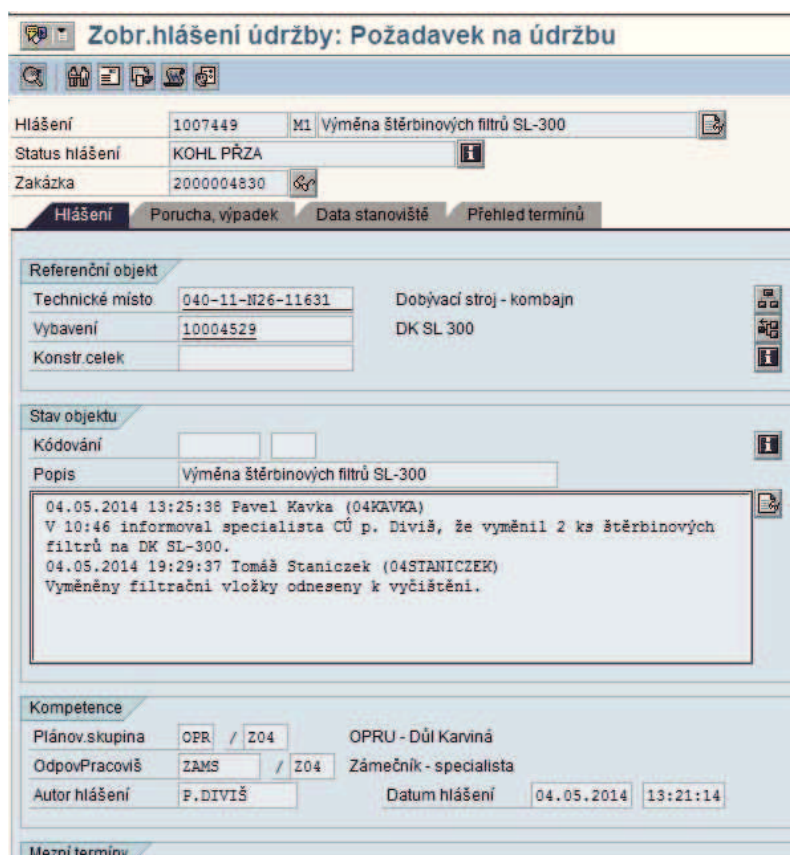 Zobr.hlášení údržby: Požadavek na údržbu
Hlášení 1007449 M1 Výměna štěrbinových filtrů SL-300
Status hlášení KOHL PŘZA
Zakázka 2000004830
Hlášení Porucha, výpadek Data stanoviště Přehled termínů
Referenční objekt
Technické místo 040-11-N26-11631 Dobývací stroj - kombajn
Vybavení 10004529 DK SL 300
Konstr.celek
Stav objektu
Kódování
Popis Výměna štěrbinových filtrů SL-300
04.05.2014 13:25:38 Pavel Kavka (04KAVKA)
V 10:46 informoval specialista CÚ p. Diviš, že vyměnil 2 ks štěrbinových
filtrů na DK SL-300.
04.05.2014 19:29:37 Tomáš Staniczek (04STANICZEK)
Vyměněny filtrační vložky odneseny k vyčištění.
Kompetence
Plánov.skupina OPR / Z04 OPRU - Důl Karviná
OdpovPracoviš ZAMS / Z04 Zámečník - specialista
Autor hlášení P.DIVIŠ Datum hlášení 04.05.2014 13:21:14
Mezní termíny